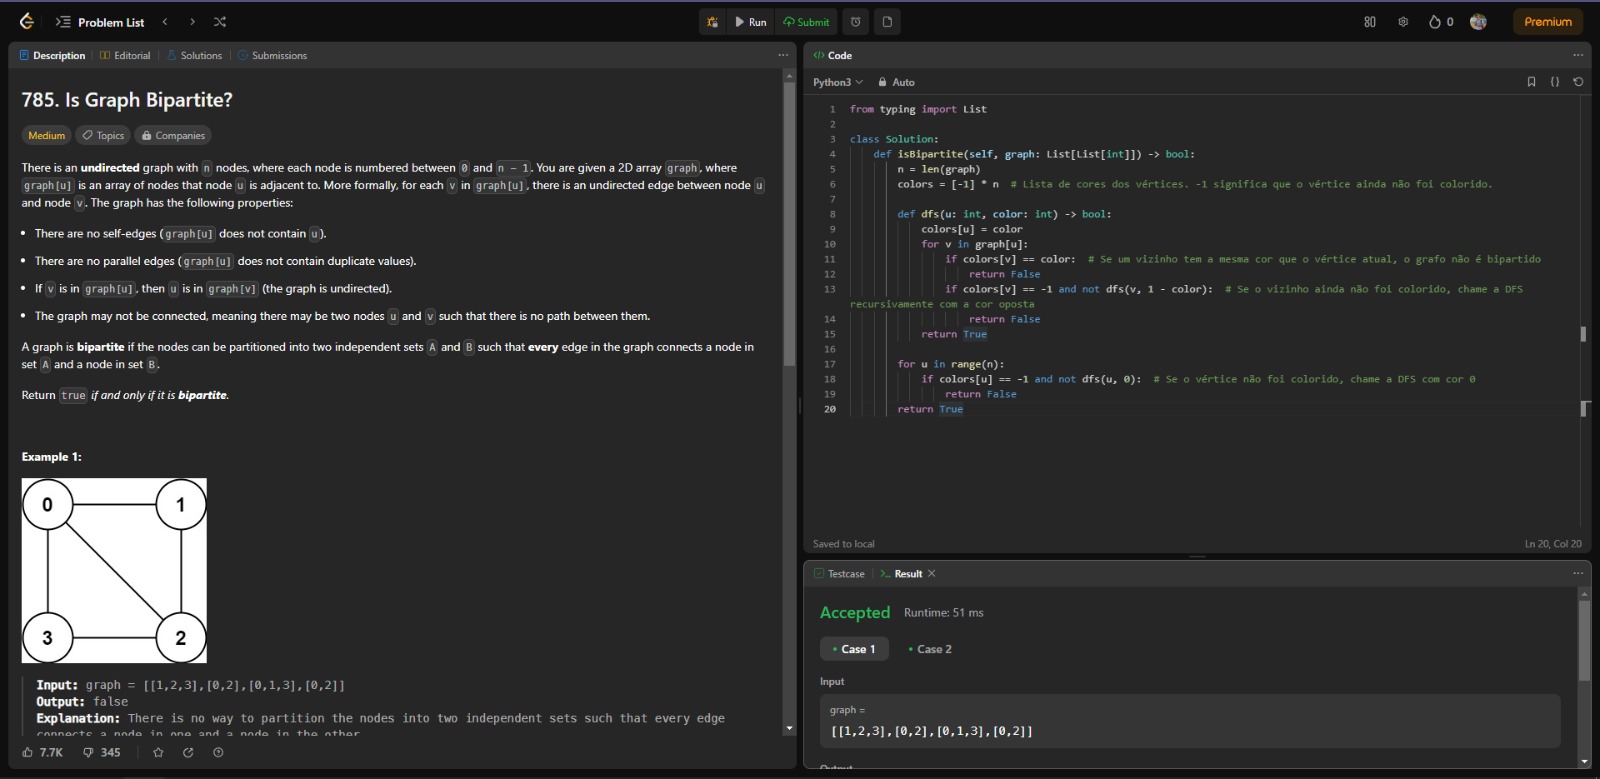 Problem List
Run
Submit
0
Premium
Description
Editorial
Solutions
Submissions
785. Is Graph Bipartite?
Medium
Topics
Companies
There is an undirected graph with n nodes, where each node is numbered between 0 and n - 1. You are given a 2D array graph, where
graph[u] is an array of nodes that node u is adjacent to. More formally, for each v in graph[u], there is an undirected edge between node u
and node v. The graph has the following properties:
• There are no self-edges (graph[u] does not contain u).
• There are no parallel edges (graph[u] does not contain duplicate values).
• If v is in graph[u], then u is in graph[v] (the graph is undirected).
• The graph may not be connected, meaning there may be two nodes u and v such that there is no path between them.
A graph is bipartite if the nodes can be partitioned into two independent sets A and B such that every edge in the graph connects a node in
set A and a node in set B.
Return true if and only if it is bipartite.
Example 1:
0
1
3
2
Input: graph = [[1,2,3],[0,2],[0,1,3],[0,2]]
Output: false
Explanation: There is no way to partition the nodes into two independent sets such that every edge
connects a node in one and a node in the other.
7.7K
345
Code
Python3
Auto
1 from typing import List
2
3 class Solution:
4 def isBipartite(self, graph: List[List[int]]) -> bool:
5 n = len(graph)
6 colors = [-1] * n # Lista de cores dos vértices. -1 significa que o vértice ainda não foi colorido.
7
8 def dfs(u: int, color: int) -> bool:
9 colors[u] = color
10 for v in graph[u]:
11 if colors[v] == color: # Se um vizinho tem a mesma cor que o vértice atual, o grafo não é bipartido
12 return False
13 if colors[v] == -1 and not dfs(v, 1 - color): # Se o vizinho ainda não foi colorido, chame a DFS
recursivamente com a cor oposta
14 return False
15 return True
16
17 for u in range(n):
18 if colors[u] == -1 and not dfs(u, 0): # Se o vértice não foi colorido, chame a DFS com cor 0
19 return False
20 return True
Saved to local
Ln 20, Col 20
Testcase
Result
Accepted
Runtime: 51 ms
• Case 1
• Case 2
Input
graph =
[[1,2,3],[0,2],[0,1,3],[0,2]]
Output